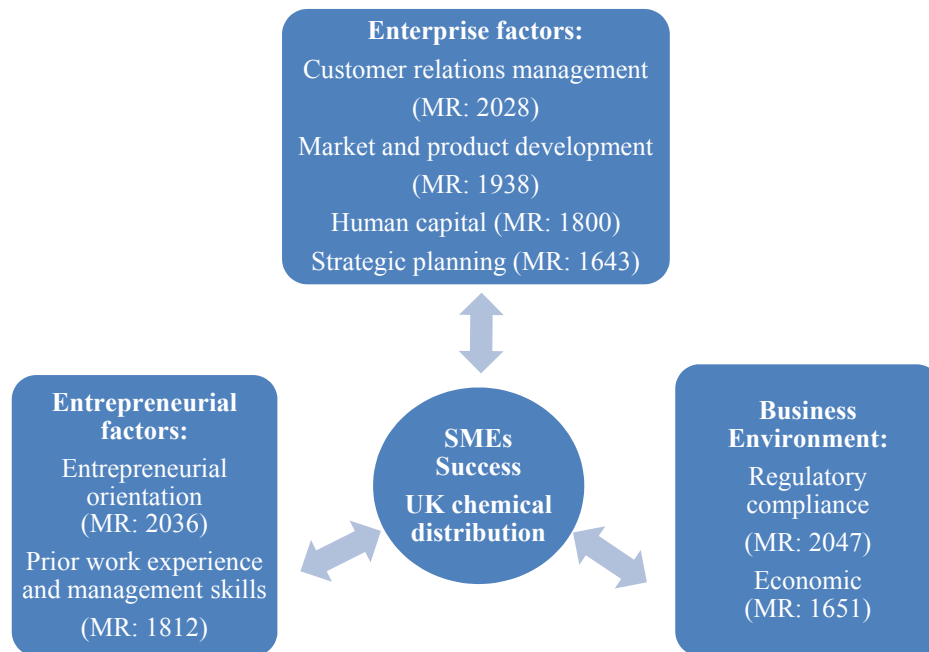 Enterprise factors:
Customer relations management
(MR: 2028)
Market and product development
(MR: 1938)
Human capital (MR: 1800)
Strategic planning (MR: 1643)
Entrepreneurial
factors:
Entrepreneurial
orientation
(MR: 2036)
Prior work experience
and management skills
(MR: 1812)
SMEs
Success
UK chemical
distribution
Business
Environment:
Regulatory
compliance
(MR: 2047)
Economic
(MR: 1651)